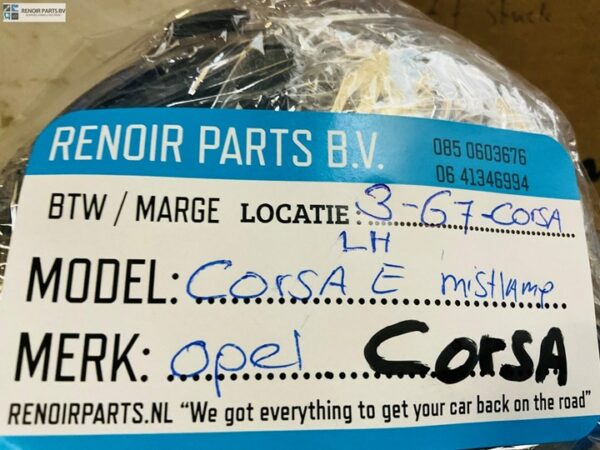 RENOIR PARTS BV
RENOIR PARTS B.V.
085 0603676
06 41346994
BTW / MARGE LOCATIE: 3-G7-CorsA
LH
MODEL: CorsA E mistlamp
MERK: opel CorsA
RENOIRPARTS.NL “We got everything to get your car back on the road”